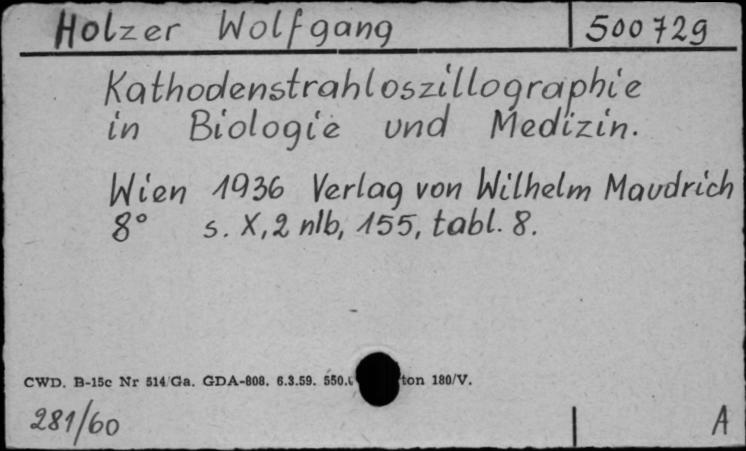 Holzer Wolfgang 500729
Kathodenstrahloszillographie
in Biologie und Medizin.
Wien 1936 Verlag von Wilhelm Maudrich
8° s. X, 2 nlb, 155, tabl. 8.
CWD. B-15c Nr 514/Ga. GDA-808. 6.3.59. ton 180/V.
281/60 A